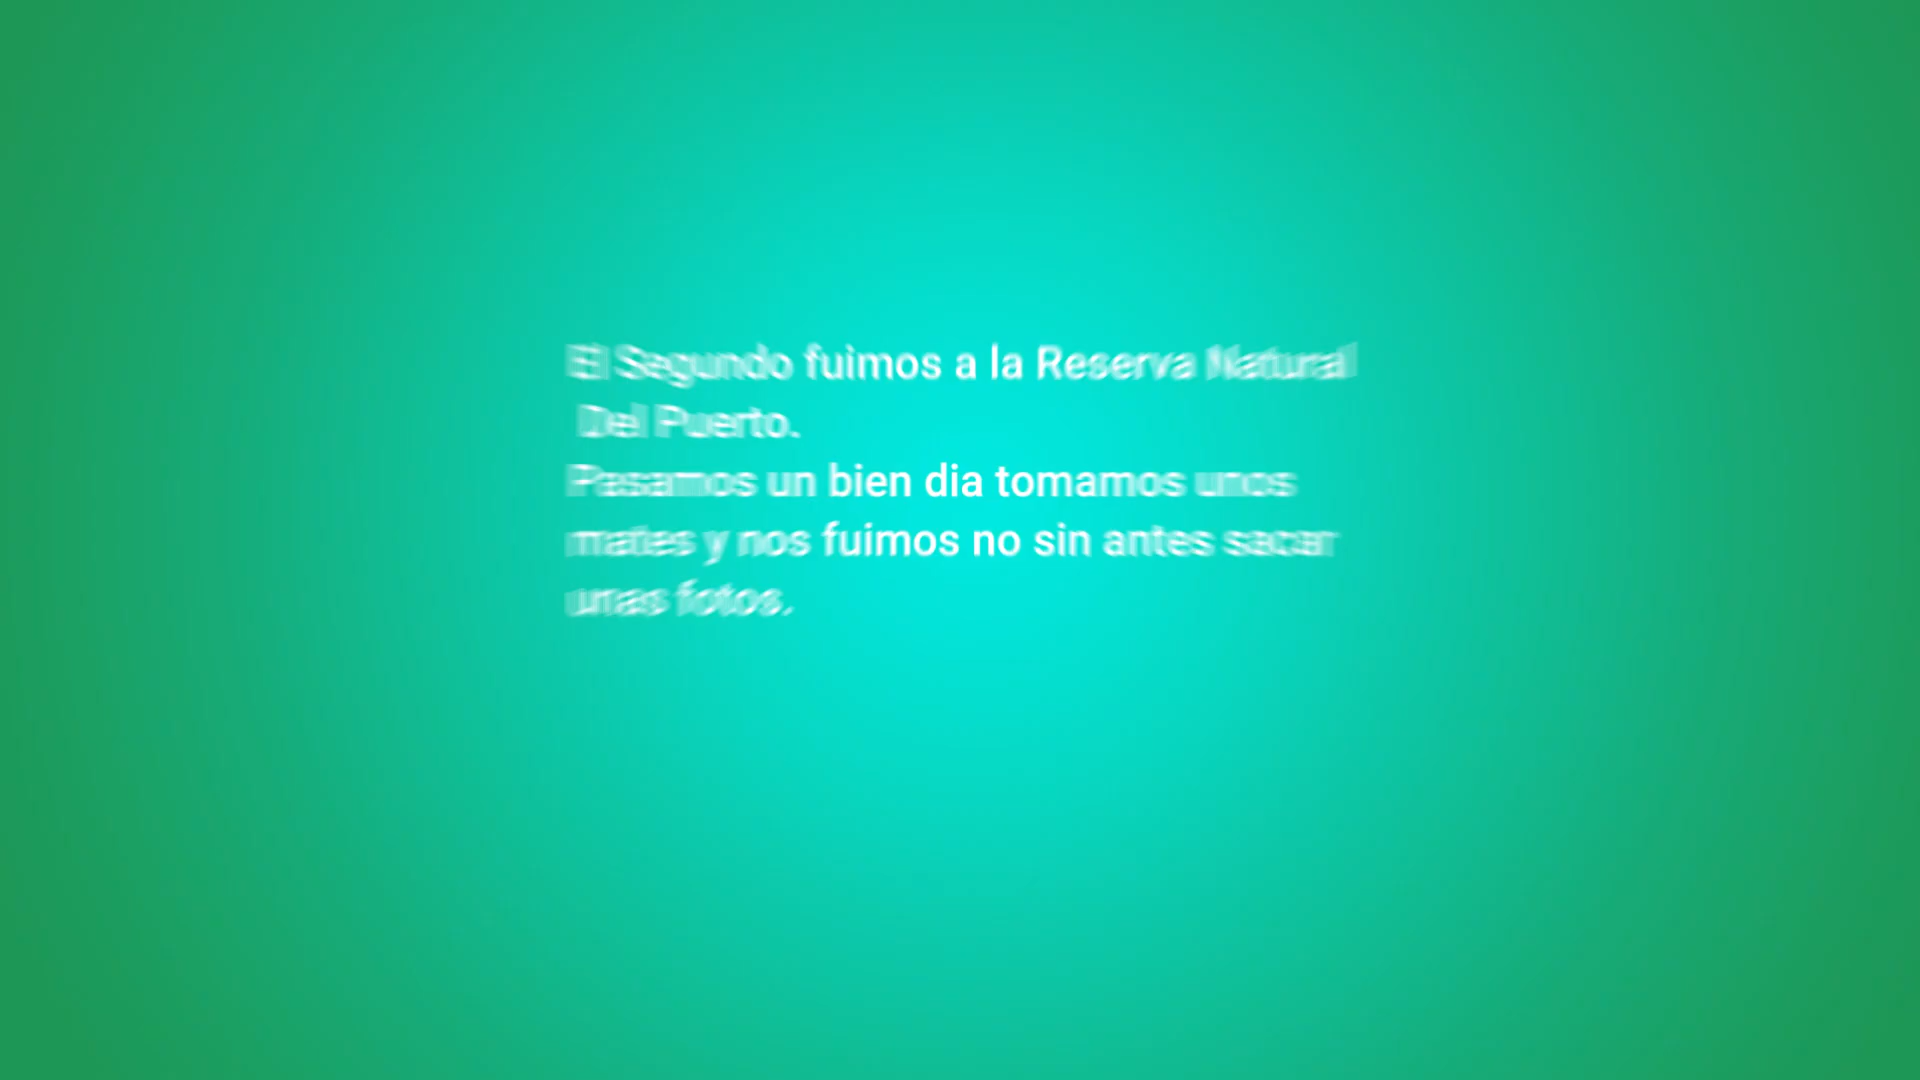 El Segundo fuimos a la Reserva Natural
Del Puerto.
Pasamos un bien dia tomamos unos
mates y nos fuimos no sin antes sacar
unas fotos.